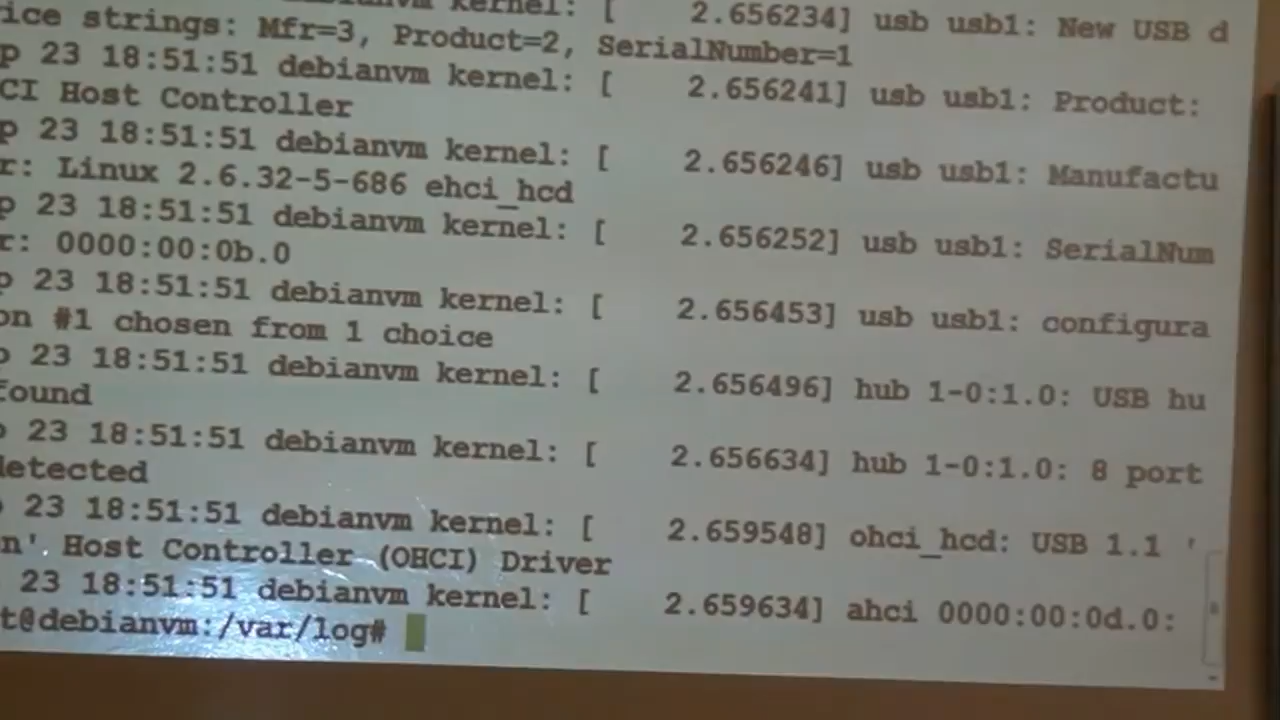 kernel: [    2.656234] usb usb1: New USB d
ice strings: Mfr=3, Product=2, SerialNumber=1
p 23 18:51:51 debianvm kernel: [    2.656241] usb usb1: Product:
CI Host Controller
p 23 18:51:51 debianvm kernel: [    2.656246] usb usb1: Manufactu
r: Linux 2.6.32-5-686 ehci_hcd
p 23 18:51:51 debianvm kernel: [    2.656252] usb usb1: SerialNum
r: 0000:00:0b.0
p 23 18:51:51 debianvm kernel: [    2.656453] usb usb1: configura
on #1 chosen from 1 choice
p 23 18:51:51 debianvm kernel: [    2.656496] hub 1-0:1.0: USB hu
found
p 23 18:51:51 debianvm kernel: [    2.656634] hub 1-0:1.0: 8 port
detected
23 18:51:51 debianvm kernel: [    2.659548] ohci_hcd: USB 1.1 '
n' Host Controller (OHCI) Driver
23 18:51:51 debianvm kernel: [    2.659634] ahci 0000:00:0d.0:
t@debianvm:/var/log#